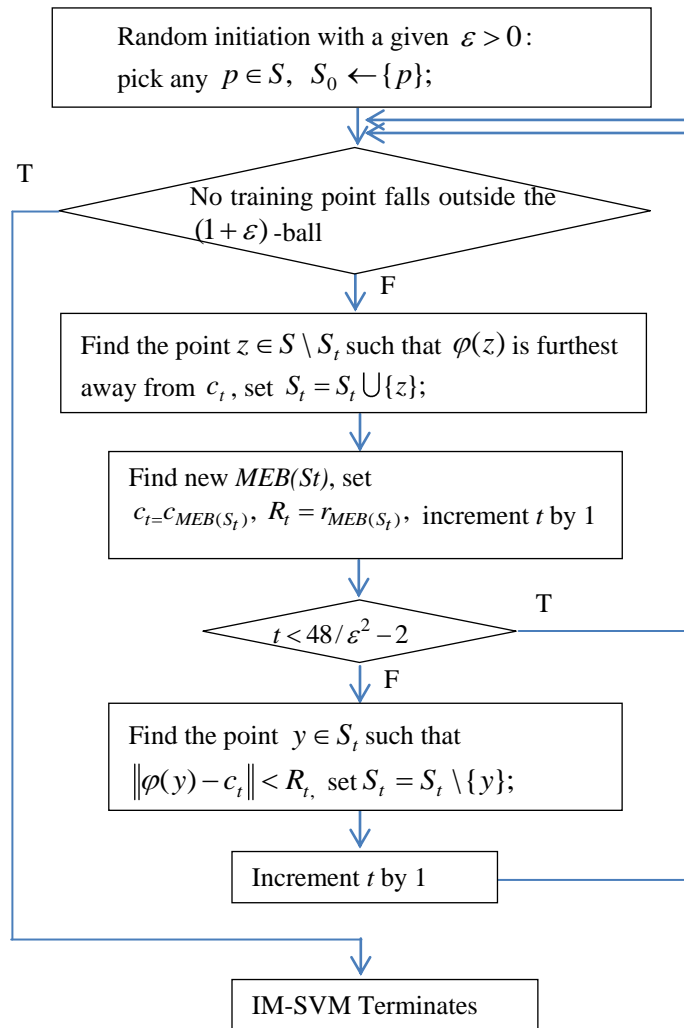 Random initiation with a given ε > 0:
pick any p ∈ S, S₀ ← {p};
T
No training point falls outside the
(1 + ε) -ball
F
Find the point z ∈ S \ Sₜ such that φ(z) is furthest
away from cₜ , set Sₜ = Sₜ ⋃{z};
Find new MEB(St), set
cₜ=c_MEB(Sₜ), Rₜ = r_MEB(Sₜ), increment t by 1
T
t < 48 / ε² − 2
F
Find the point y ∈ Sₜ such that
‖φ(y) − cₜ‖ < Rₜ, set Sₜ = Sₜ \ {y};
Increment t by 1
IM-SVM Terminates